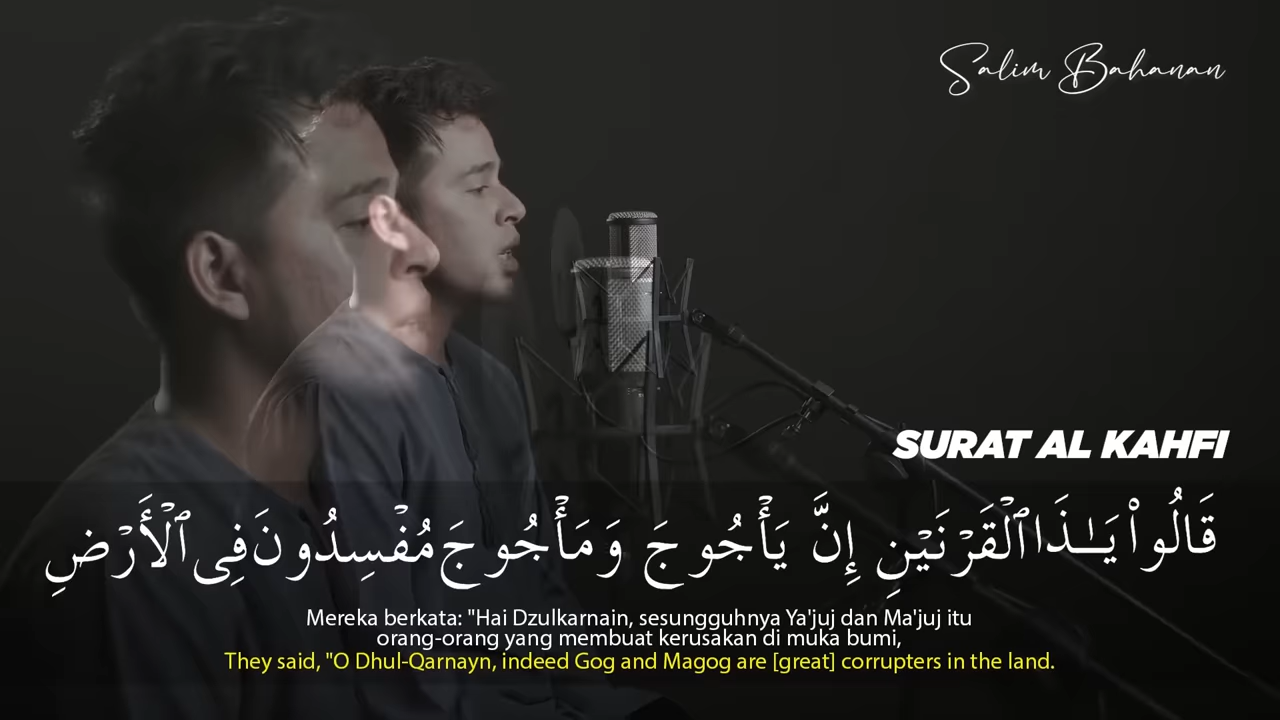 Salim Bahanan
SURAT AL KAHFI
قَالُوا۟ يَـٰذَا ٱلْقَرْنَيْنِ إِنَّ يَأْجُوجَ وَمَأْجُوجَ مُفْسِدُونَ فِى ٱلْأَرْضِ
Mereka berkata: "Hai Dzulkarnain, sesungguhnya Ya'juj dan Ma'juj itu
orang-orang yang membuat kerusakan di muka bumi,
They said, "O Dhul-Qarnayn, indeed Gog and Magog are [great] corrupters in the land.